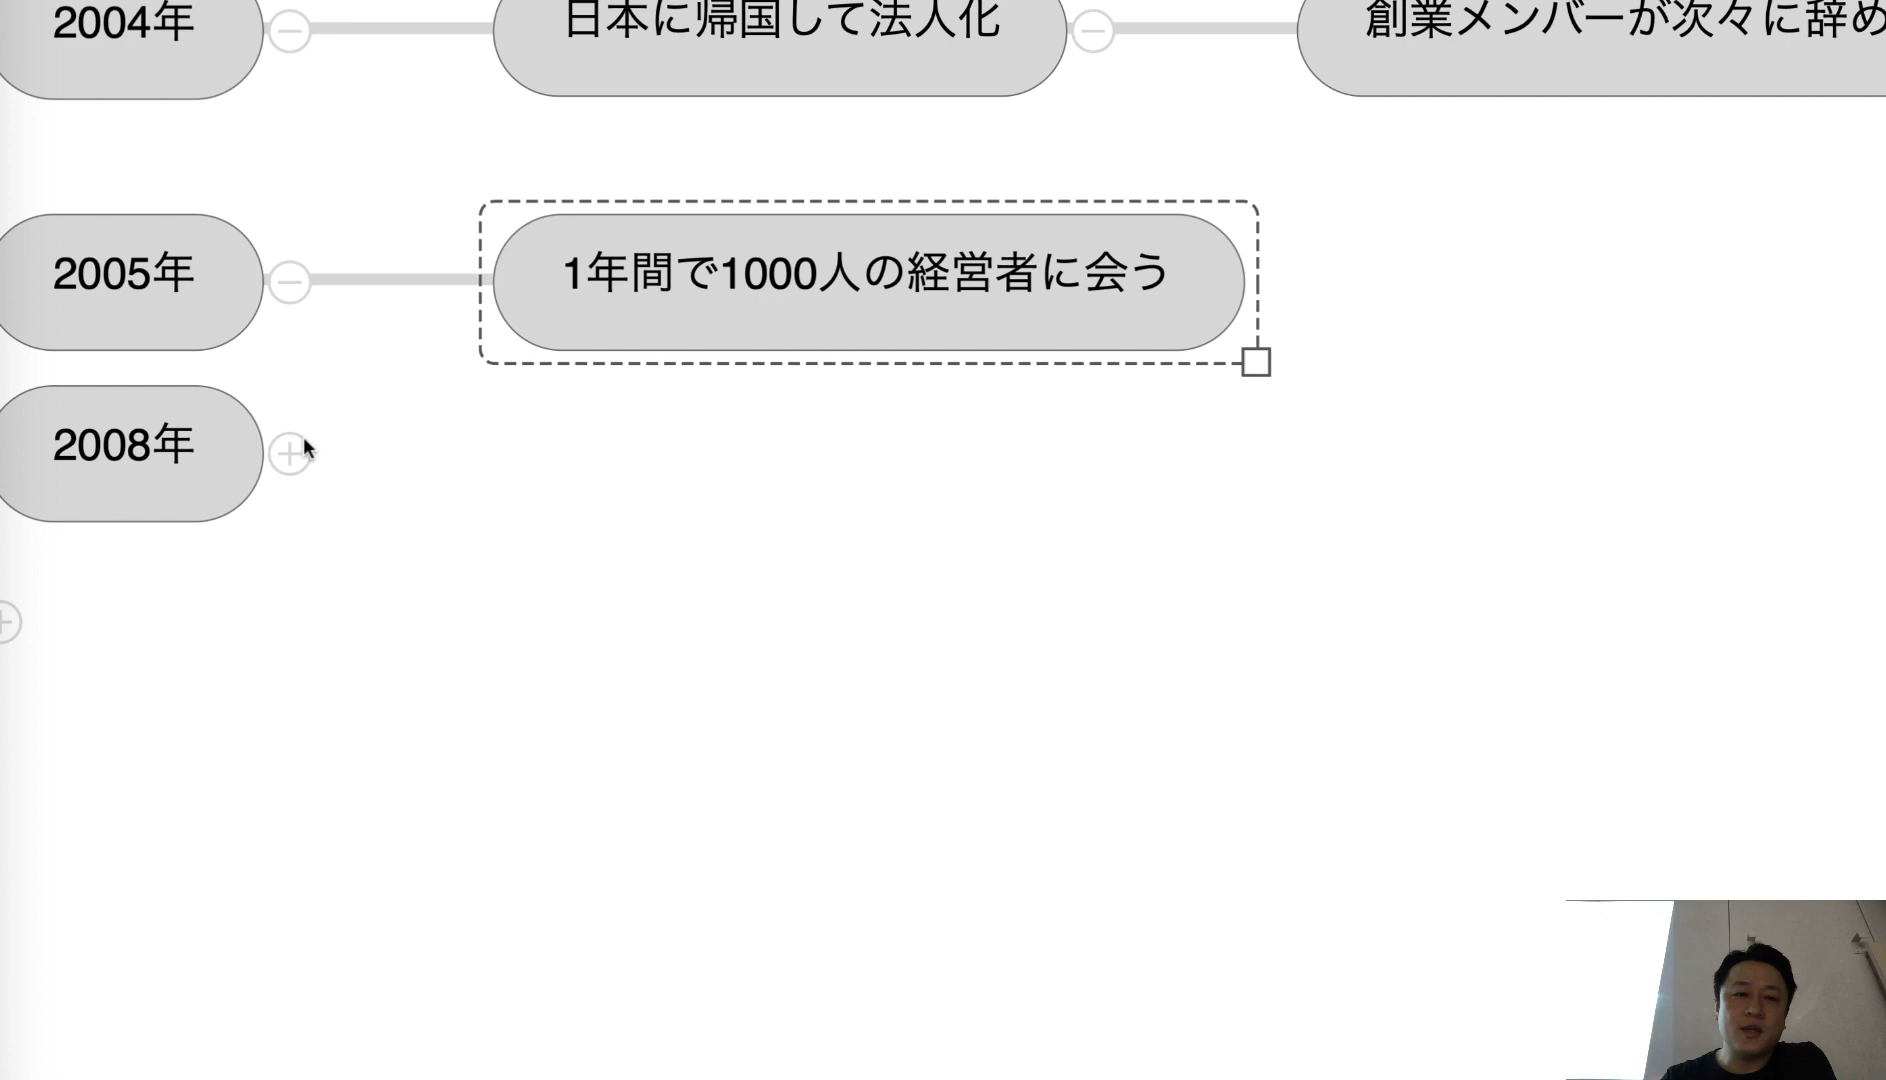 2004年
日本に帰国して法人化
創業メンバーが次々に辞め
2005年
1年間で1000人の経営者に会う
2008年